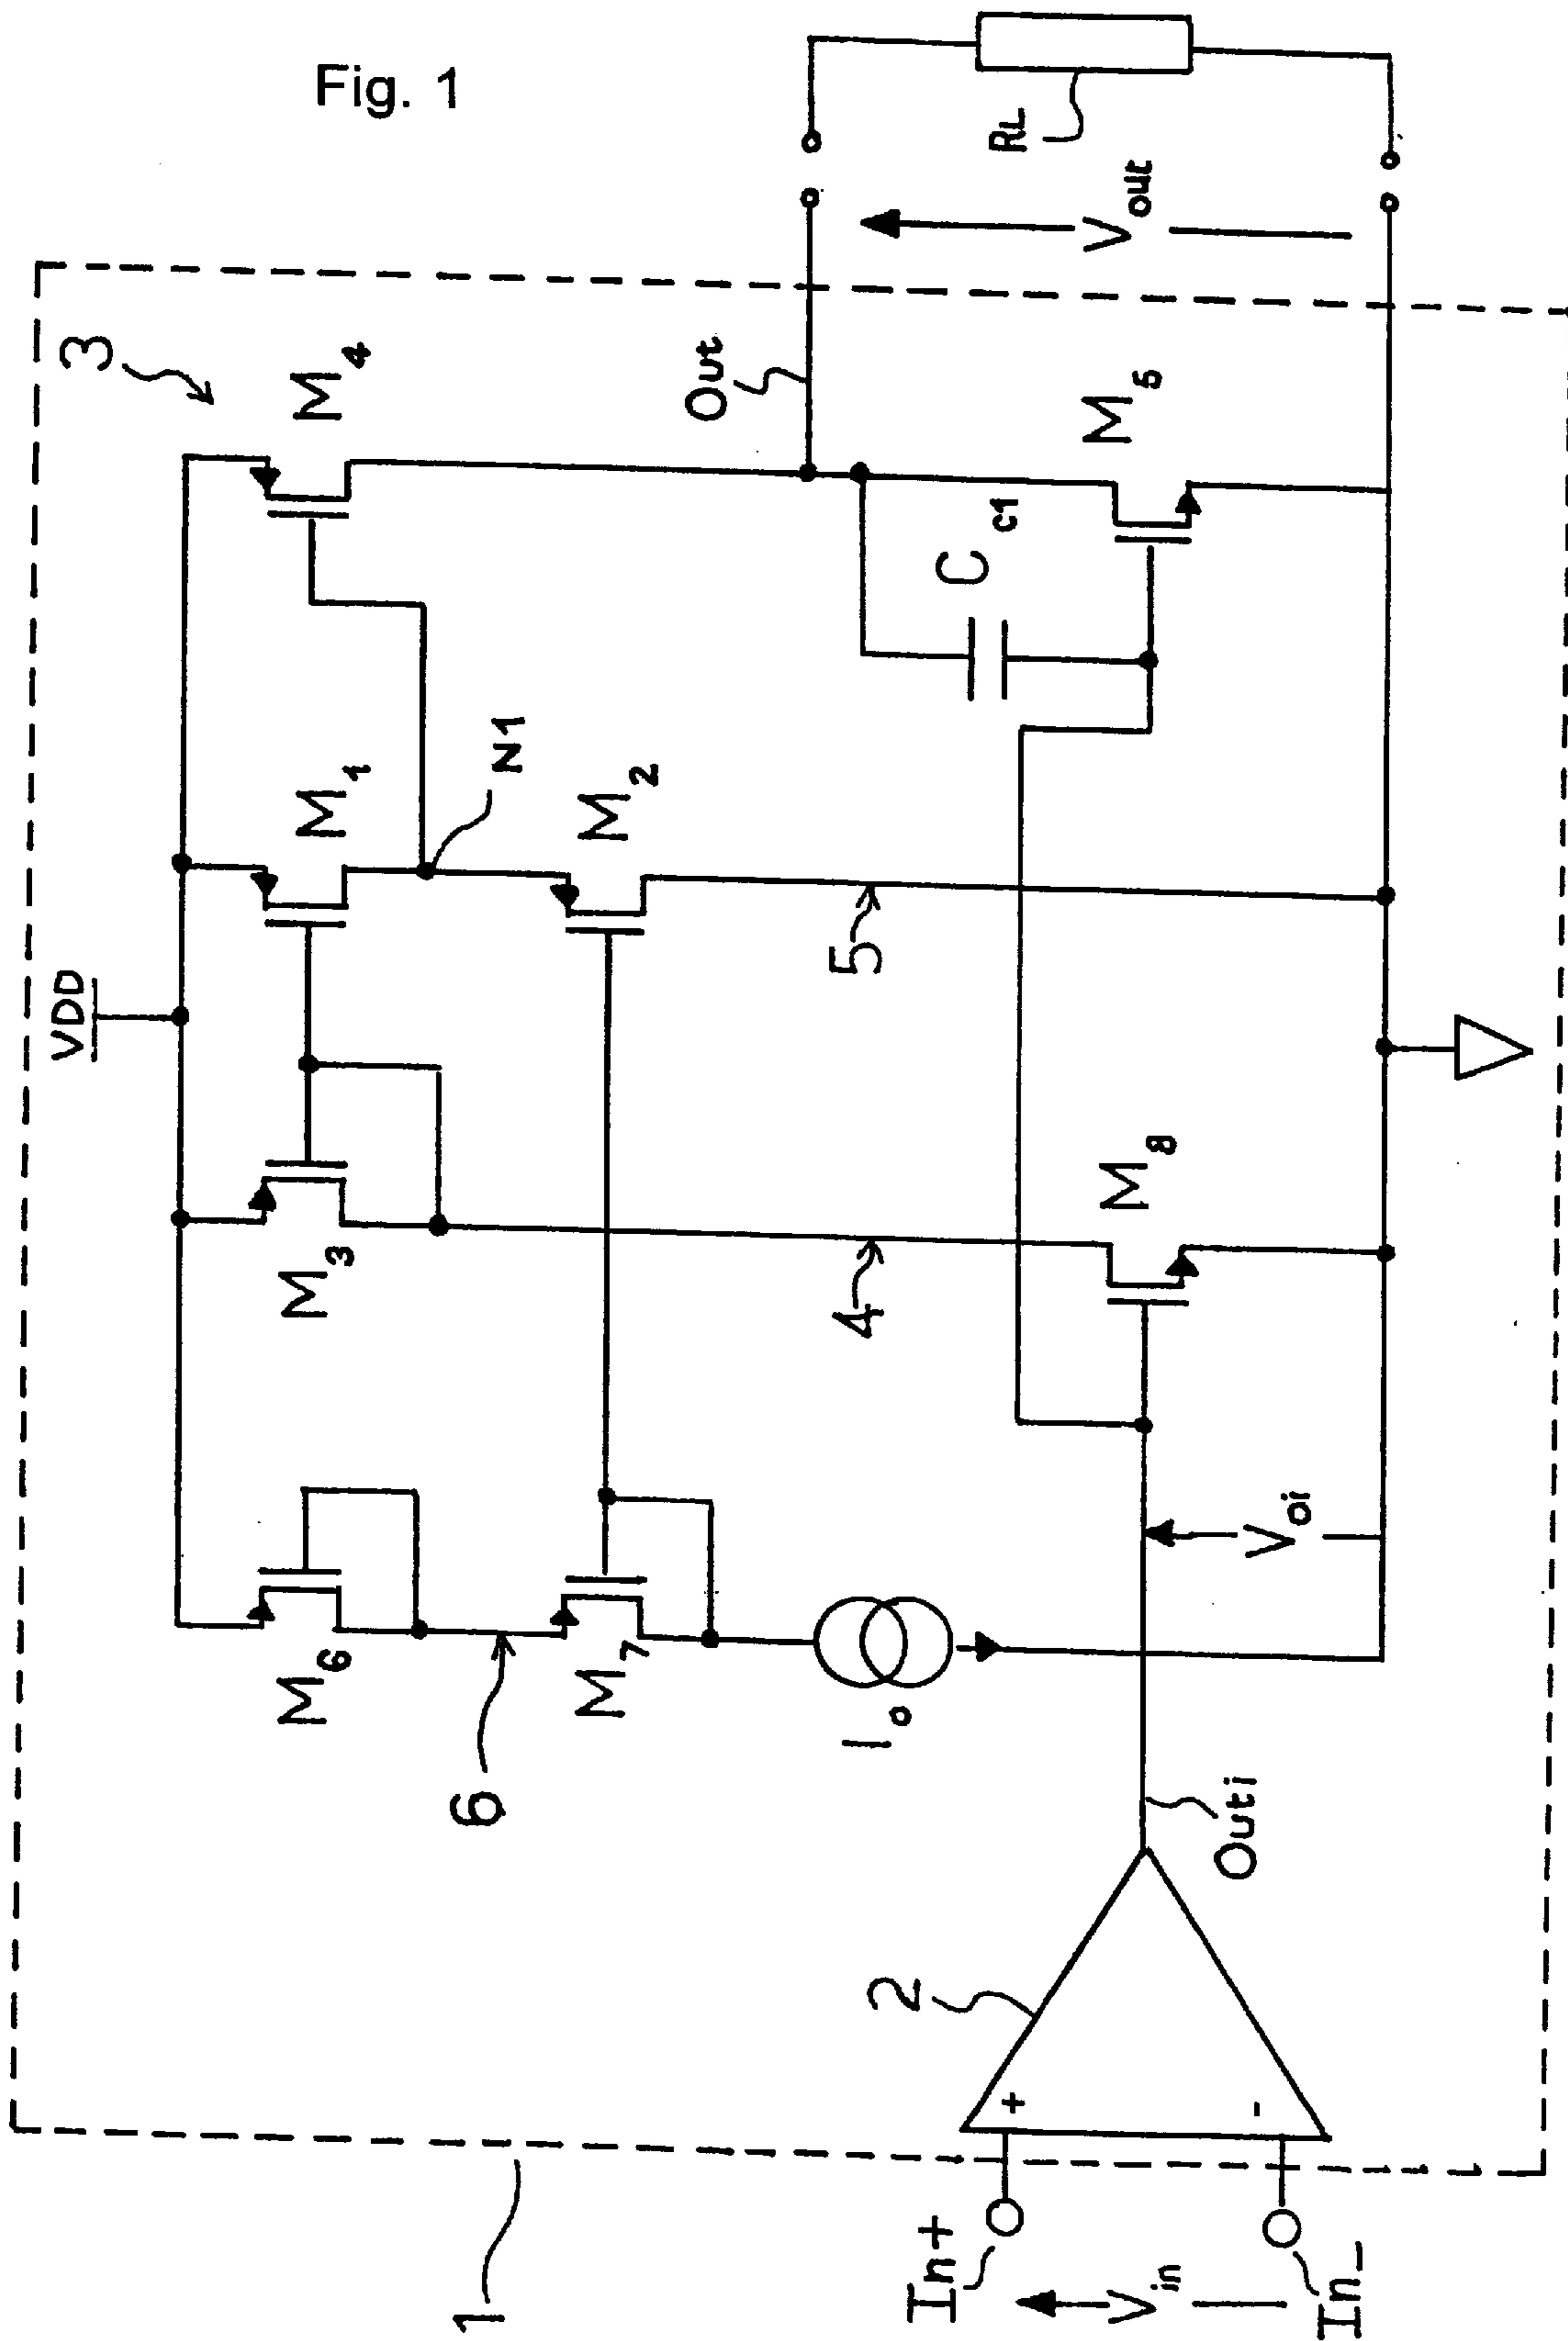 Fig. 1
3
VDD
M4
M1
M3
M6
N1
M2
M7
6
Out
Vout
RL
Cc1
M5
5
4
M8
Io
Voi
Outi
2
+
-
1
In+
Vin
In_